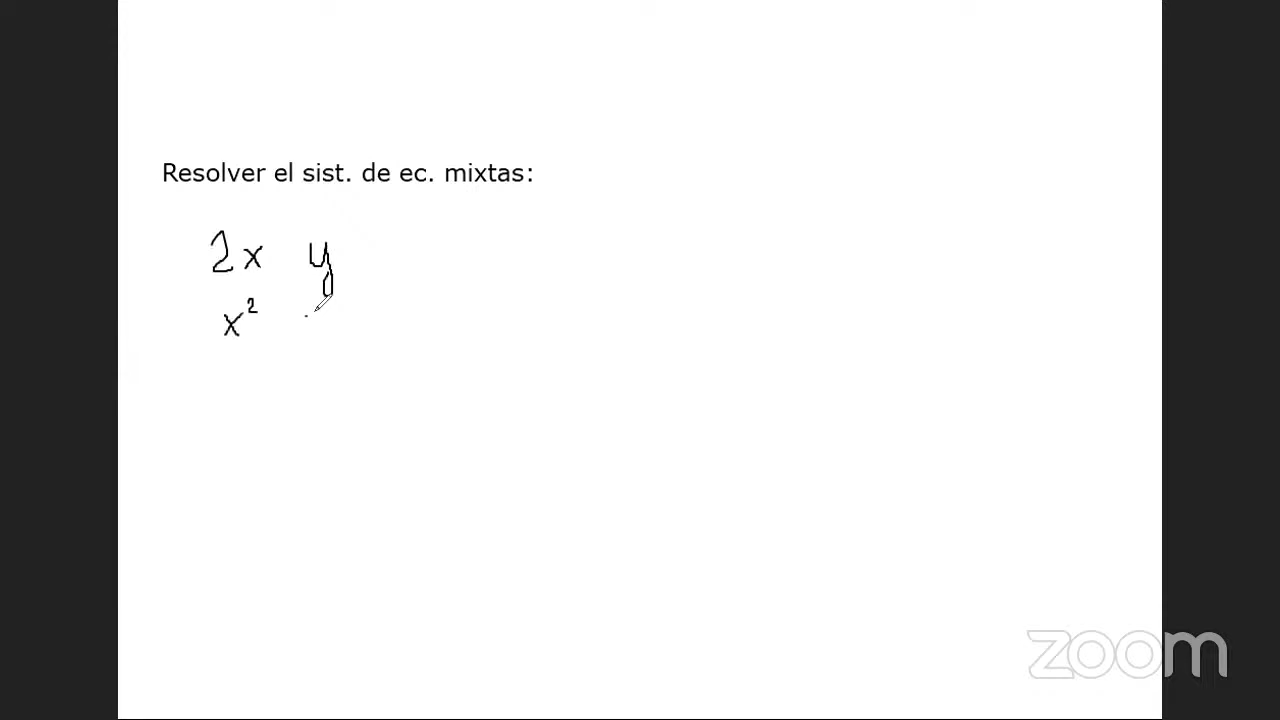 Resolver el sist. de ec. mixtas:
2x y
x²
zoom